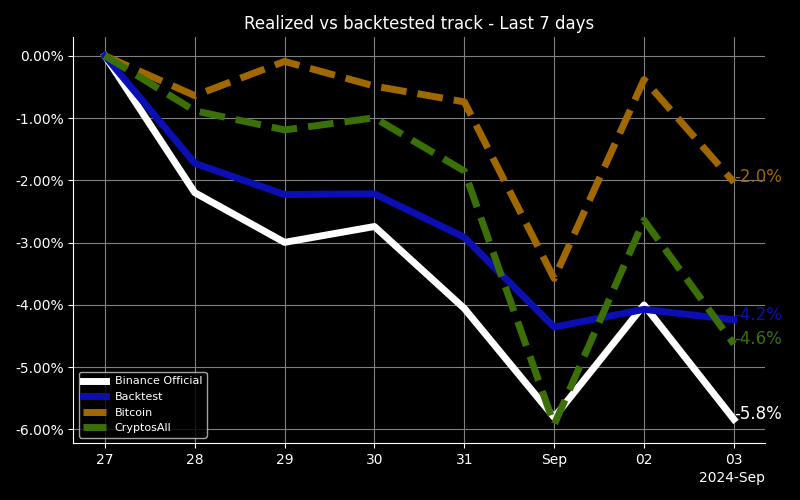 Realized vs backtested track - Last 7 days
0.00%
-1.00%
-2.00%
-3.00%
-4.00%
-5.00%
-6.00%
-2.0%
-4.2%
-4.6%
-5.8%
Binance Official
Backtest
Bitcoin
CryptosAll
27 28 29 30 31 Sep 02 03
2024-Sep